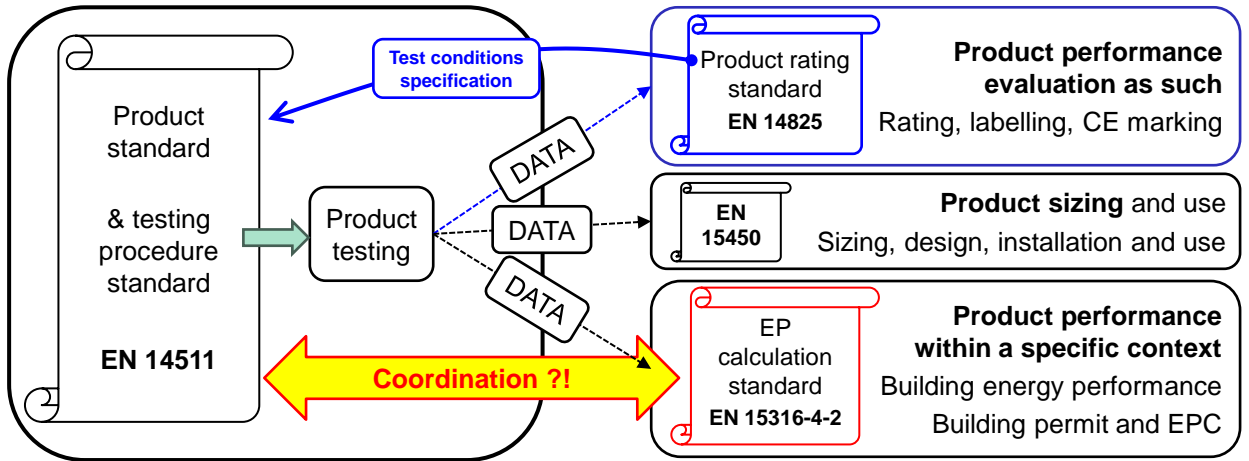 Product
standard
& testing
procedure
standard
EN 14511
Test conditions
specification
Product
testing
DATA
DATA
DATA
Coordination ?!
Product rating
standard
EN 14825
Product performance
evaluation as such
Rating, labelling, CE marking
EN
15450
Product sizing and use
Sizing, design, installation and use
EP
calculation
standard
EN 15316-4-2
Product performance
within a specific context
Building energy performance
Building permit and EPC